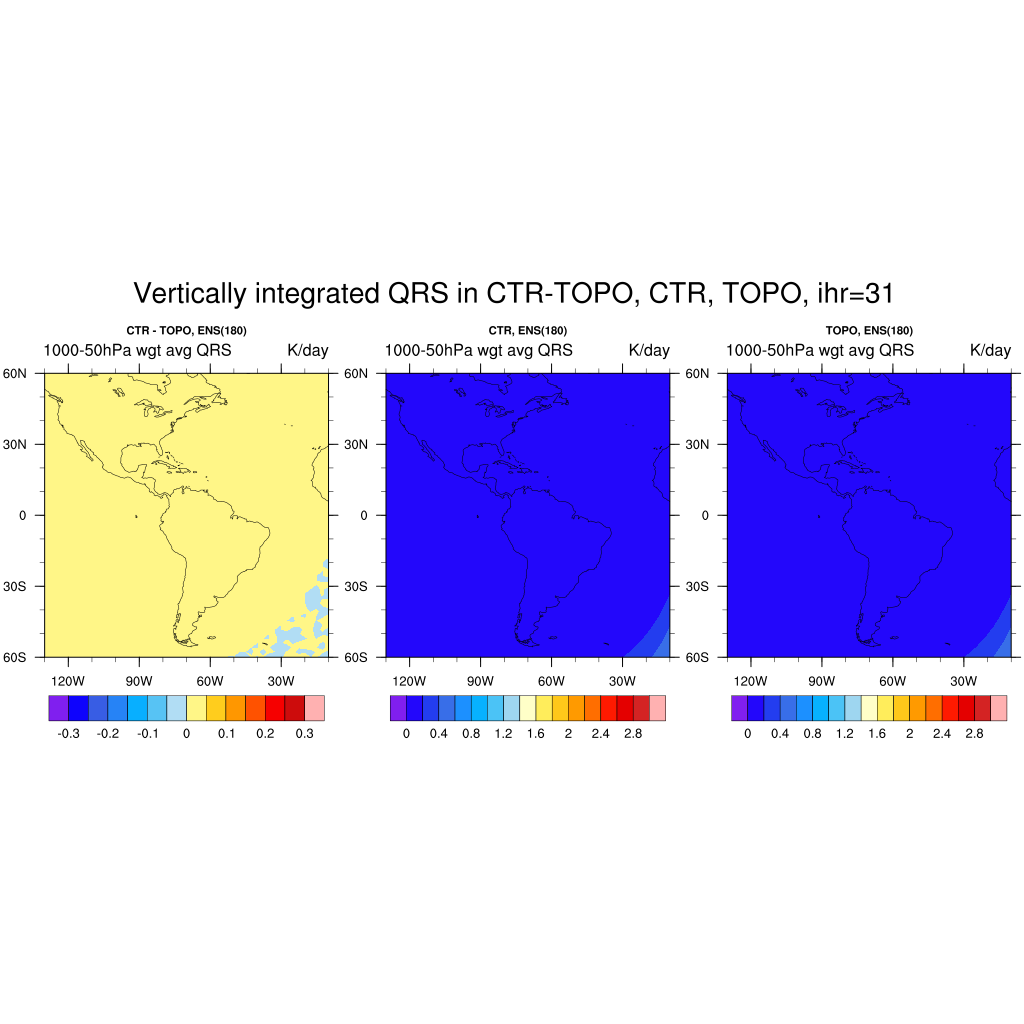 Vertically integrated QRS in CTR-TOPO, CTR, TOPO, ihr=31
CTR - TOPO, ENS(180)
1000-50hPa wgt avg QRS K/day
60N
30N
0
30S
60S
120W 90W 60W 30W
-0.3 -0.2 -0.1 0 0.1 0.2 0.3
CTR, ENS(180)
1000-50hPa wgt avg QRS K/day
60N
30N
0
30S
60S
120W 90W 60W 30W
0 0.4 0.8 1.2 1.6 2 2.4 2.8
TOPO, ENS(180)
1000-50hPa wgt avg QRS K/day
60N
30N
0
30S
60S
120W 90W 60W 30W
0 0.4 0.8 1.2 1.6 2 2.4 2.8